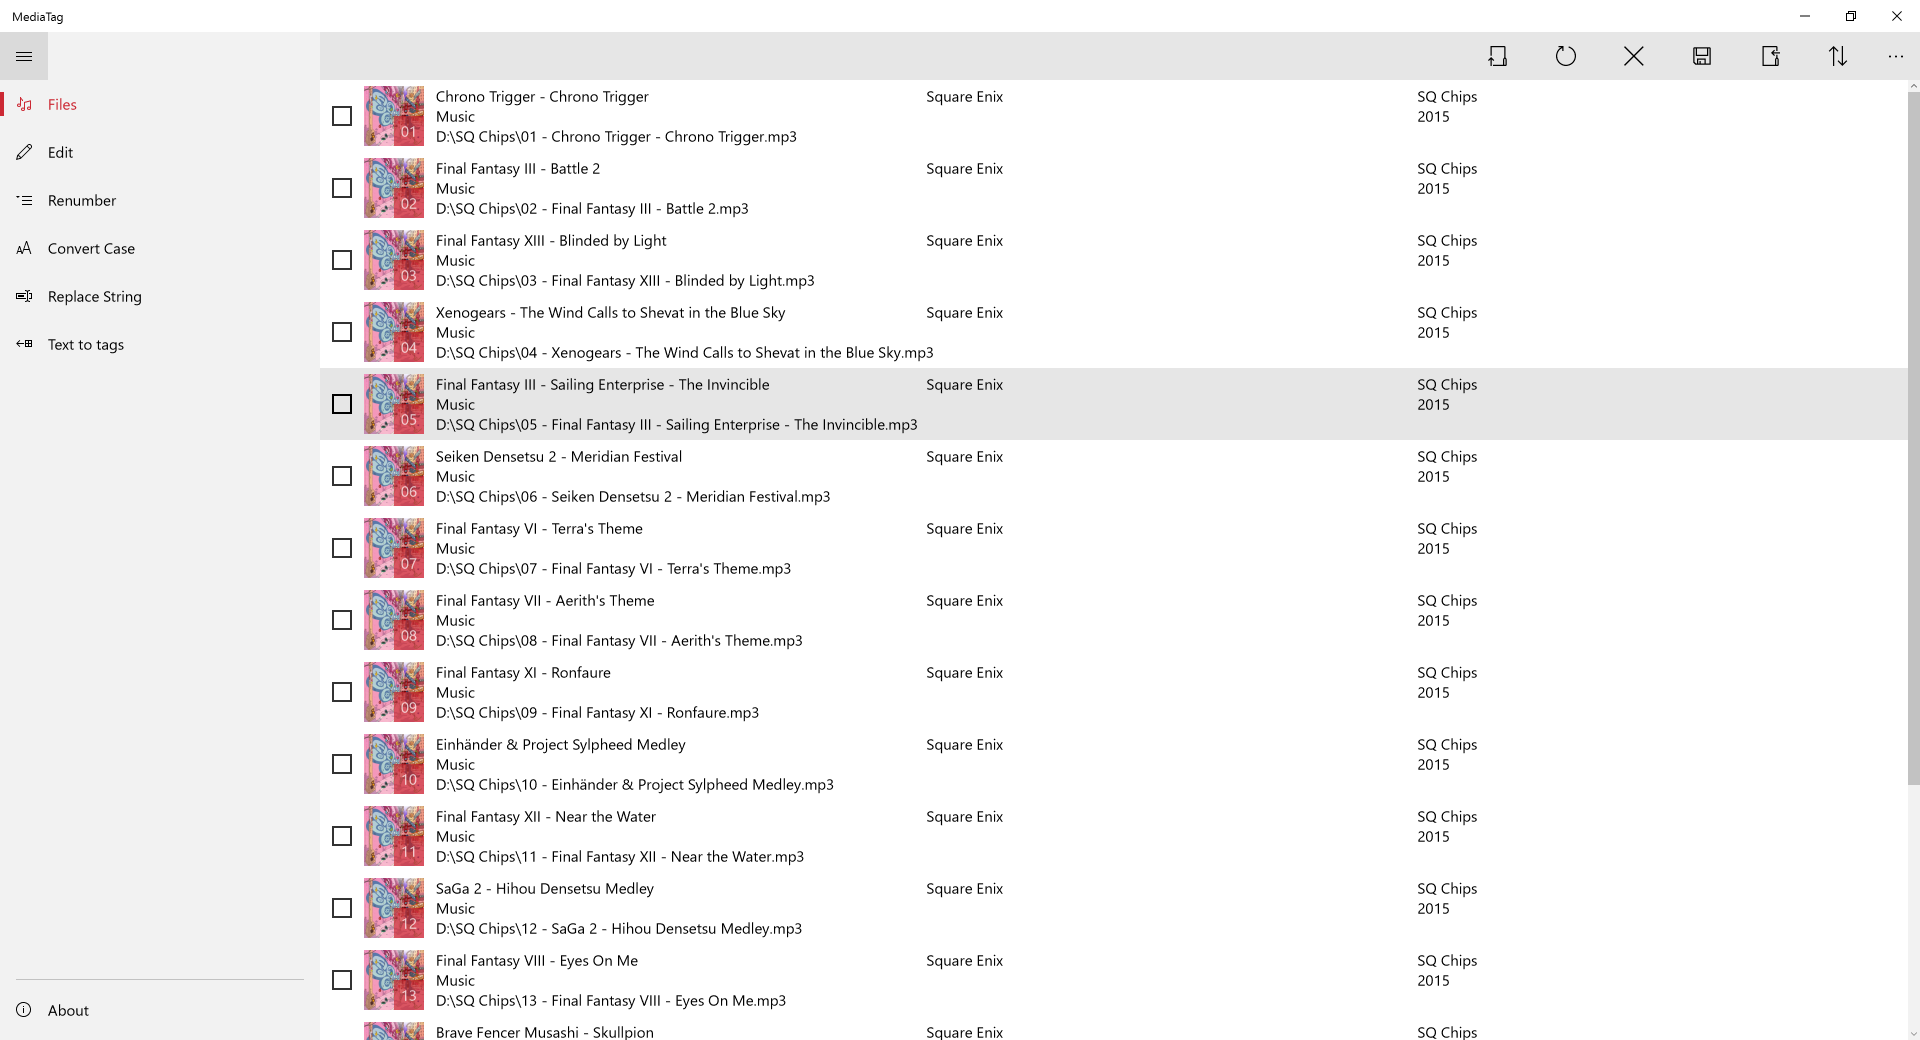 MediaTag
Files
Edit
Renumber
Convert Case
Replace String
Text to tags
About
01 Chrono Trigger - Chrono Trigger Square Enix SQ Chips
Music 2015
D:\SQ Chips\01 - Chrono Trigger - Chrono Trigger.mp3
02 Final Fantasy III - Battle 2 Square Enix SQ Chips
Music 2015
D:\SQ Chips\02 - Final Fantasy III - Battle 2.mp3
03 Final Fantasy XIII - Blinded by Light Square Enix SQ Chips
Music 2015
D:\SQ Chips\03 - Final Fantasy XIII - Blinded by Light.mp3
04 Xenogears - The Wind Calls to Shevat in the Blue Sky Square Enix SQ Chips
Music 2015
D:\SQ Chips\04 - Xenogears - The Wind Calls to Shevat in the Blue Sky.mp3
05 Final Fantasy III - Sailing Enterprise - The Invincible Square Enix SQ Chips
Music 2015
D:\SQ Chips\05 - Final Fantasy III - Sailing Enterprise - The Invincible.mp3
06 Seiken Densetsu 2 - Meridian Festival Square Enix SQ Chips
Music 2015
D:\SQ Chips\06 - Seiken Densetsu 2 - Meridian Festival.mp3
07 Final Fantasy VI - Terra's Theme Square Enix SQ Chips
Music 2015
D:\SQ Chips\07 - Final Fantasy VI - Terra's Theme.mp3
08 Final Fantasy VII - Aerith's Theme Square Enix SQ Chips
Music 2015
D:\SQ Chips\08 - Final Fantasy VII - Aerith's Theme.mp3
09 Final Fantasy XI - Ronfaure Square Enix SQ Chips
Music 2015
D:\SQ Chips\09 - Final Fantasy XI - Ronfaure.mp3
10 Einhänder & Project Sylpheed Medley Square Enix SQ Chips
Music 2015
D:\SQ Chips\10 - Einhänder & Project Sylpheed Medley.mp3
11 Final Fantasy XII - Near the Water Square Enix SQ Chips
Music 2015
D:\SQ Chips\11 - Final Fantasy XII - Near the Water.mp3
12 SaGa 2 - Hihou Densetsu Medley Square Enix SQ Chips
Music 2015
D:\SQ Chips\12 - SaGa 2 - Hihou Densetsu Medley.mp3
13 Final Fantasy VIII - Eyes On Me Square Enix SQ Chips
Music 2015
D:\SQ Chips\13 - Final Fantasy VIII - Eyes On Me.mp3
Brave Fencer Musashi - Skullpion Square Enix SQ Chips